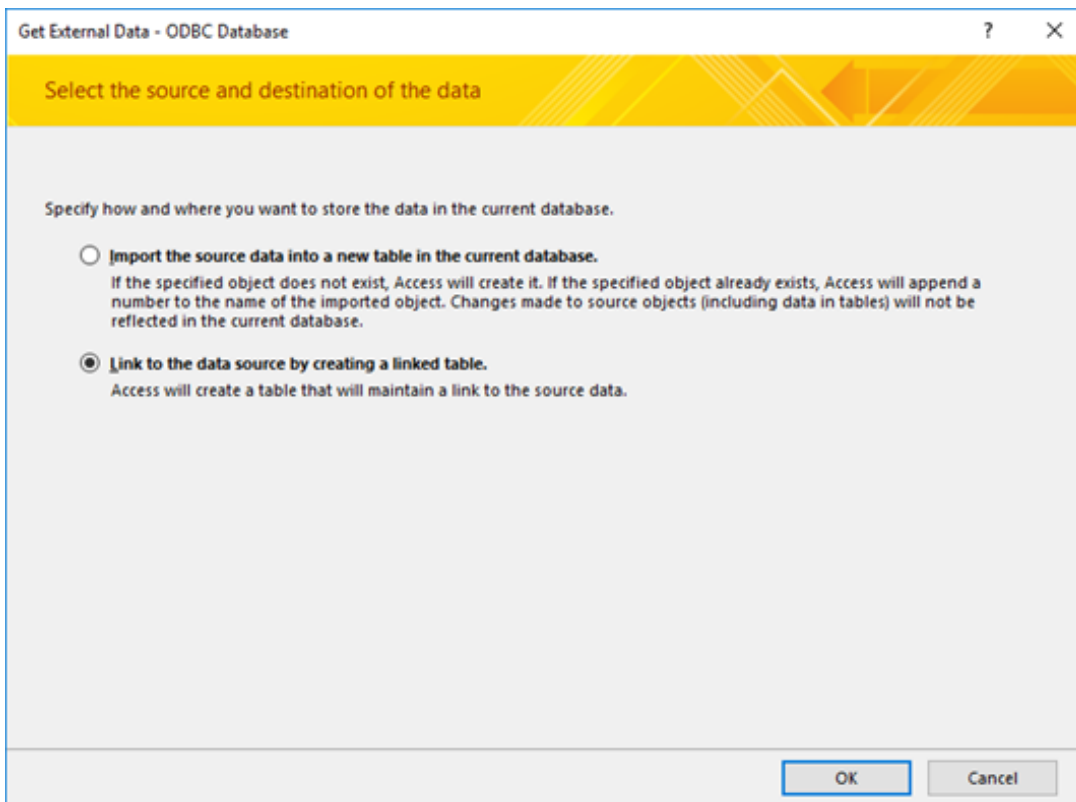 Get External Data - ODBC Database
?
Select the source and destination of the data
Specify how and where you want to store the data in the current database.
Import the source data into a new table in the current database.
If the specified object does not exist, Access will create it. If the specified object already exists, Access will append a
number to the name of the imported object. Changes made to source objects (including data in tables) will not be
reflected in the current database.
Link to the data source by creating a linked table.
Access will create a table that will maintain a link to the source data.
OK
Cancel